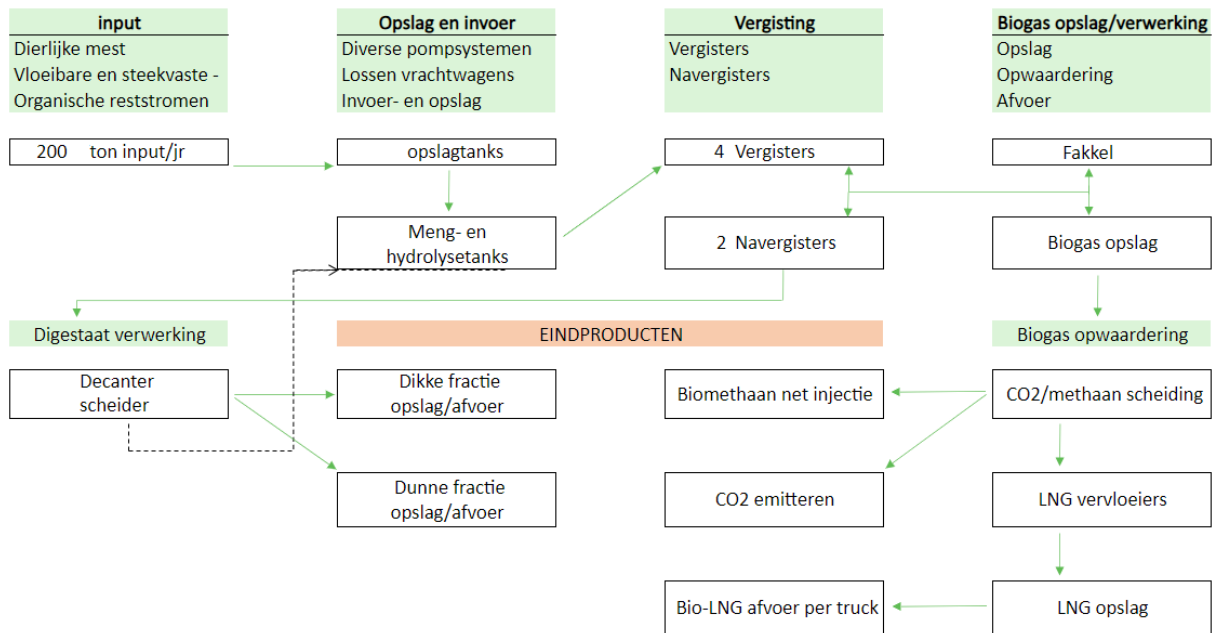 input
Dierlijke mest
Vloeibare en steekvaste -
Organische reststromen
Opslag en invoer
Diverse pompsystemen
Lossen vrachtwagens
Invoer- en opslag
Vergisting
Vergisters
Navergisters
Biogas opslag/verwerking
Opslag
Opwaardering
Afvoer
200 ton input/jr
opslagtanks
4 Vergisters
Fakkel
Meng- en
hydrolysetanks
2 Navergisters
Biogas opslag
Digestaat verwerking
EINDPRODUCTEN
Biogas opwaardering
Decanter
scheider
Dikke fractie
opslag/afvoer
Biomethaan net injectie
CO2/methaan scheiding
Dunne fractie
opslag/afvoer
CO2 emitteren
LNG vervloeiers
Bio-LNG afvoer per truck
LNG opslag